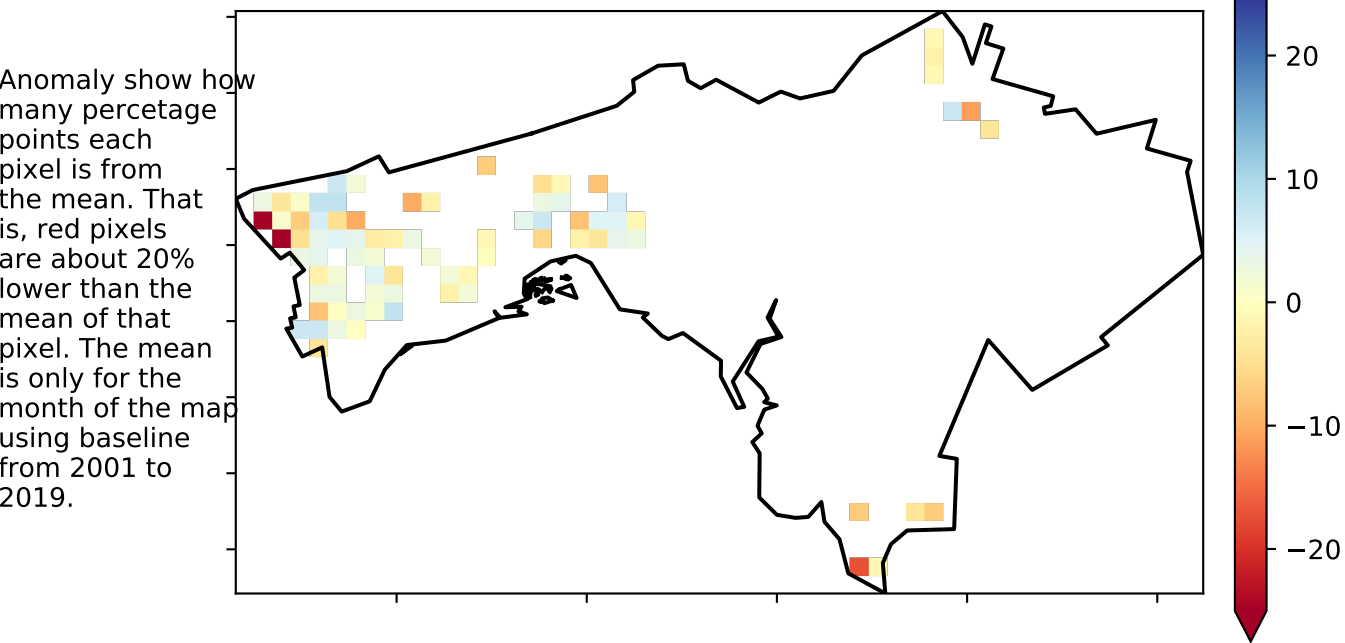 Anomaly show how
many percetage
points each
pixel is from
the mean. That
is, red pixels
are about 20%
lower than the
mean of that
pixel. The mean
is only for the
month of the map
using baseline
from 2001 to
2019.
20
10
0
−10
−20